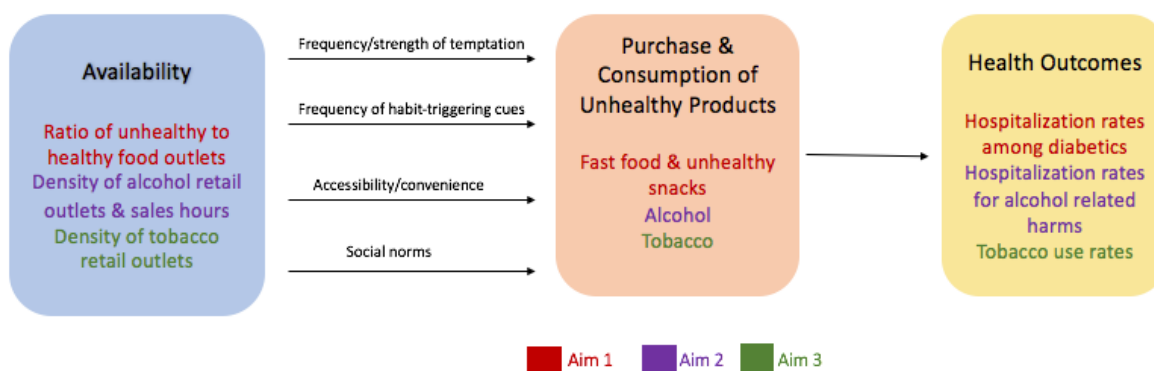 Availability
Ratio of unhealthy to
healthy food outlets
Density of alcohol retail
outlets & sales hours
Density of tobacco
retail outlets
Frequency/strength of temptation
Frequency of habit-triggering cues
Accessibility/convenience
Social norms
Purchase &
Consumption of
Unhealthy Products
Fast food & unhealthy
snacks
Alcohol
Tobacco
Health Outcomes
Hospitalization rates
among diabetics
Hospitalization rates
for alcohol related
harms
Tobacco use rates
Aim 1
Aim 2
Aim 3